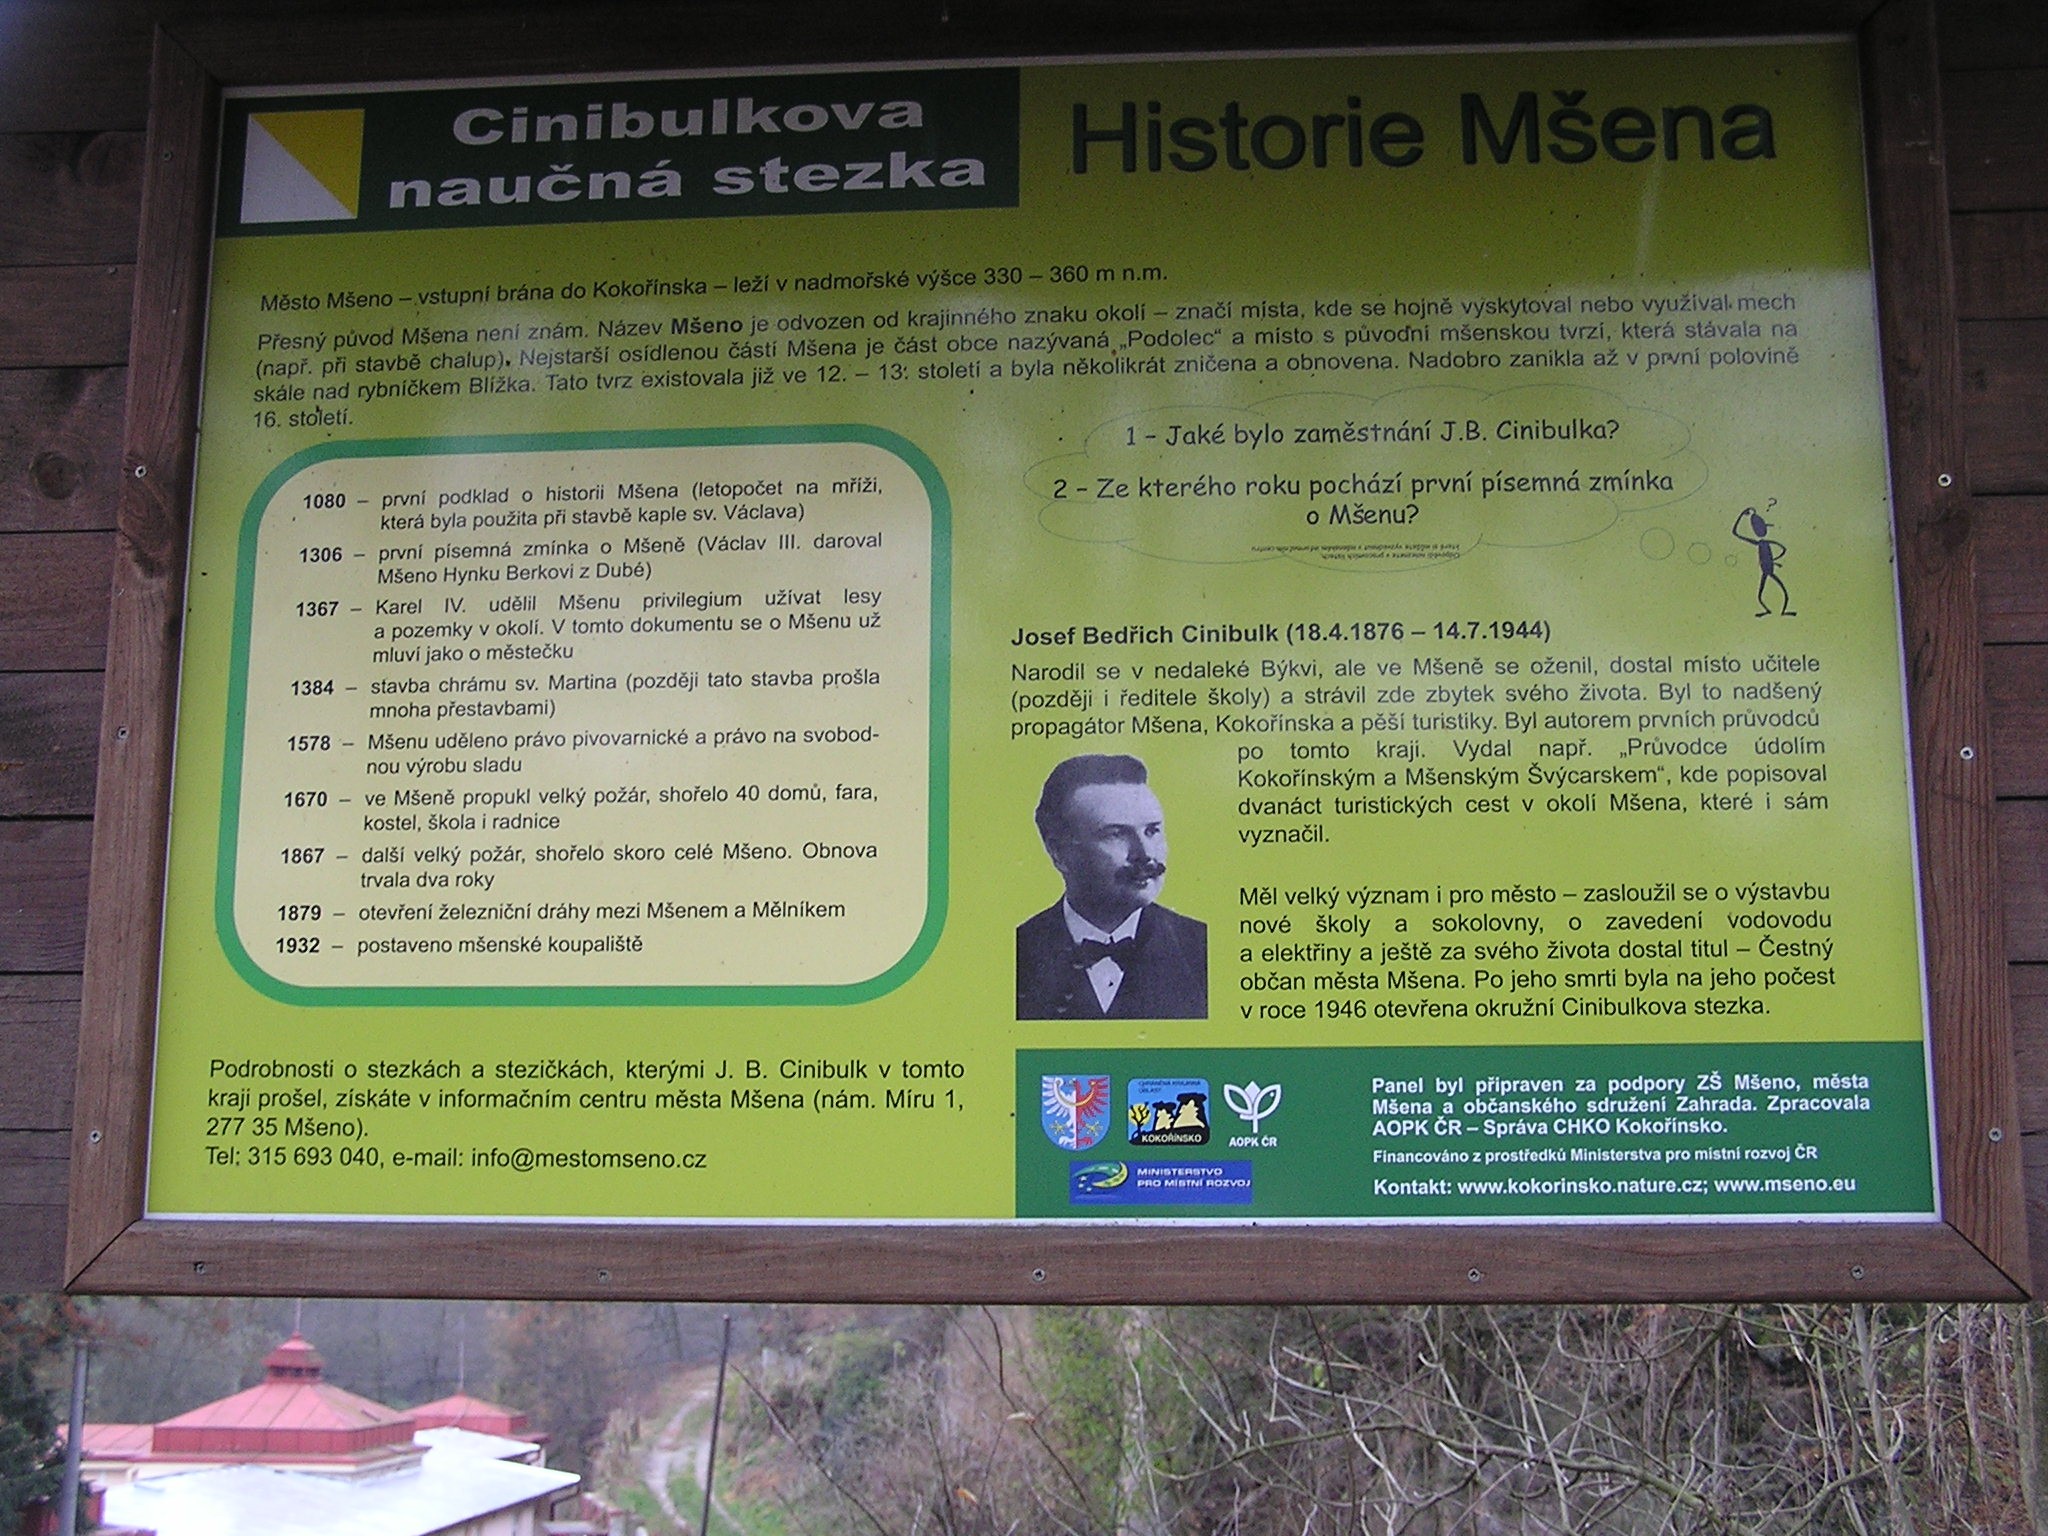 Cinibulkova
naučná stezka
Historie Mšena
Město Mšeno – vstupní brána do Kokořínska – leží v nadmořské výšce 330 – 360 m n.m.
Přesný původ Mšena není znám. Název Mšeno je odvozen od krajinného znaku okolí – značí místa, kde se hojně vyskytoval nebo využíval mech
(např. při stavbě chalup). Nejstarší osídlenou částí Mšena je část obce nazývaná „Podolec“ a místo s původní mšenskou tvrzí, která stávala na
skále nad rybníčkem Blížka. Tato tvrz existovala již ve 12. – 13. století a byla několikrát zničena a obnovena. Nadobro zanikla až v první polovině
16. století.
1080 – první podklad o historii Mšena (letopočet na mříži,
která byla použita při stavbě kaple sv. Václava)
1306 – první písemná zmínka o Mšeně (Václav III. daroval
Mšeno Hynku Berkovi z Dubé)
1367 – Karel IV. udělil Mšenu privilegium užívat lesy
a pozemky v okolí. V tomto dokumentu se o Mšenu už
mluví jako o městečku
1384 – stavba chrámu sv. Martina (později tato stavba prošla
mnoha přestavbami)
1578 – Mšenu uděleno právo pivovarnické a právo na svobod-
nou výrobu sladu
1670 – ve Mšeně propukl velký požár, shořelo 40 domů, fara,
kostel, škola i radnice
1867 – další velký požár, shořelo skoro celé Mšeno. Obnova
trvala dva roky
1879 – otevření železniční dráhy mezi Mšenem a Mělníkem
1932 – postaveno mšenské koupaliště
Podrobnosti o stezkách a stezičkách, kterými J. B. Cinibulk v tomto
kraji prošel, získáte v informačním centru města Mšena (nám. Míru 1,
277 35 Mšeno).
Tel: 315 693 040, e-mail: info@mestomseno.cz
1 – Jaké bylo zaměstnání J.B. Cinibulka?
2 – Ze kterého roku pochází první písemná zmínka
o Mšenu?
Odpovědi naleznete v pracovních listech,
které si můžete vyzvednout v mšenském informačním centru
?
Josef Bedřich Cinibulk (18.4.1876 – 14.7.1944)
Narodil se v nedaleké Býkvi, ale ve Mšeně se oženil, dostal místo učitele
(později i ředitele školy) a strávil zde zbytek svého života. Byl to nadšený
propagátor Mšena, Kokořínska a pěší turistiky. Byl autorem prvních průvodců
po tomto kraji. Vydal např. „Průvodce údolím
Kokořínským a Mšenským Švýcarskem“, kde popisoval
dvanáct turistických cest v okolí Mšena, které i sám
vyznačil.
Měl velký význam i pro město – zasloužil se o výstavbu
nové školy a sokolovny, o zavedení vodovodu
a elektřiny a ještě za svého života dostal titul – Čestný
občan města Mšena. Po jeho smrti byla na jeho počest
v roce 1946 otevřena okružní Cinibulkova stezka.
CHRÁNĚNÁ KRAJINNÁ
OBLAST
KOKOŘÍNSKO
AOPK ČR
MINISTERSTVO
PRO MÍSTNÍ ROZVOJ
Panel byl připraven za podpory ZŠ Mšeno, města
Mšena a občanského sdružení Zahrada. Zpracovala
AOPK ČR – Správa CHKO Kokořínsko.
Financováno z prostředků Ministerstva pro místní rozvoj ČR
Kontakt: www.kokorinsko.nature.cz; www.mseno.eu